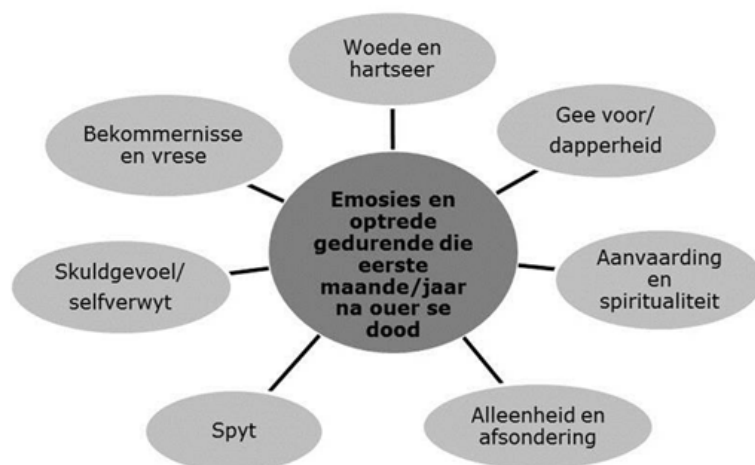 Woede en
hartseer
Gee voor/
dapperheid
Aanvaarding
en
spiritualiteit
Alleenheid en
afsondering
Spyt
Skuldgevoel/
selfverwyt
Bekommernisse
en vrese
Emosies en
optrede
gedurende die
eerste
maande/jaar
na ouer se
dood